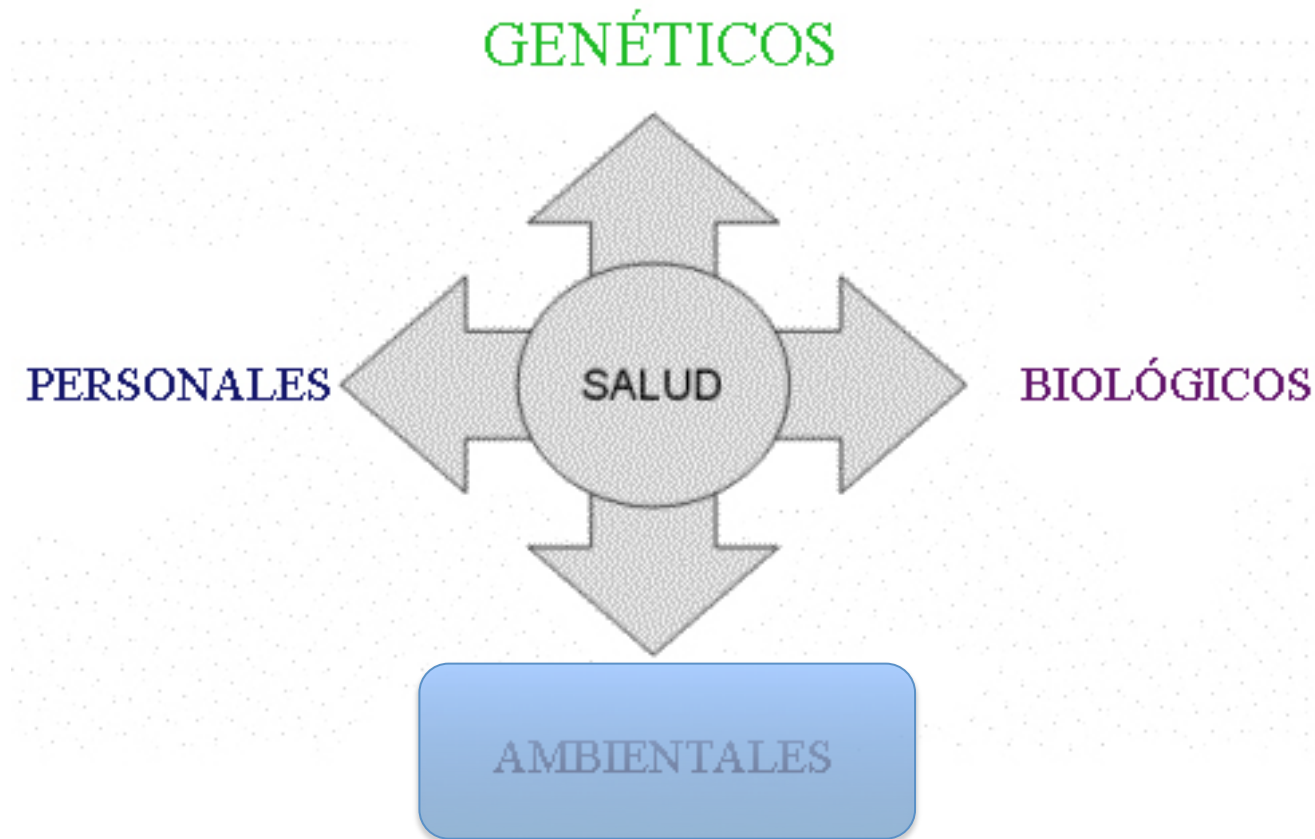 GENÉTICOS
PERSONALES
SALUD
BIOLÓGICOS
AMBIENTALES